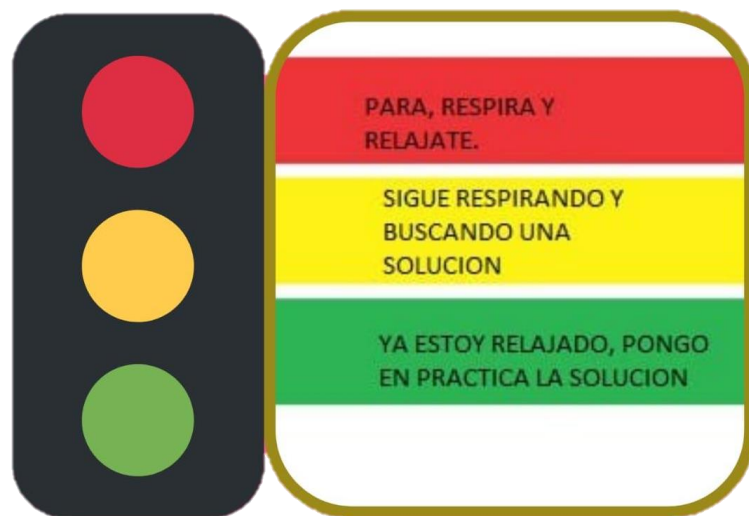 PARA, RESPIRA Y
RELAJATE.
SIGUE RESPIRANDO Y
BUSCANDO UNA
SOLUCION
YA ESTOY RELAJADO, PONGO
EN PRACTICA LA SOLUCION